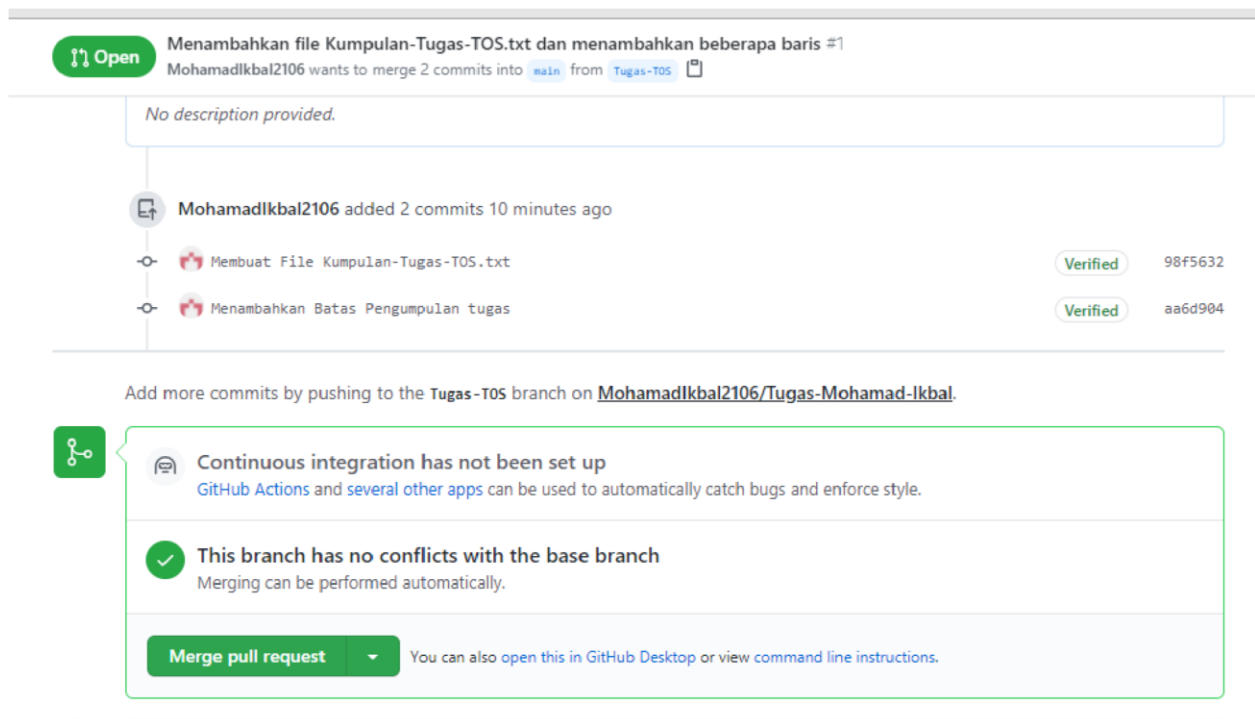 Open
Menambahkan file Kumpulan-Tugas-TOS.txt dan menambahkan beberapa baris #1
MohamadIkbal2106 wants to merge 2 commits into main from Tugas-TOS
No description provided.
MohamadIkbal2106 added 2 commits 10 minutes ago
Membuat File Kumpulan-Tugas-TOS.txt Verified 98f5632
Menambahkan Batas Pengumpulan tugas Verified aa6d904
Add more commits by pushing to the Tugas-TOS branch on MohamadIkbal2106/Tugas-Mohamad-Ikbal.
Continuous integration has not been set up
GitHub Actions and several other apps can be used to automatically catch bugs and enforce style.
This branch has no conflicts with the base branch
Merging can be performed automatically.
Merge pull request You can also open this in GitHub Desktop or view command line instructions.